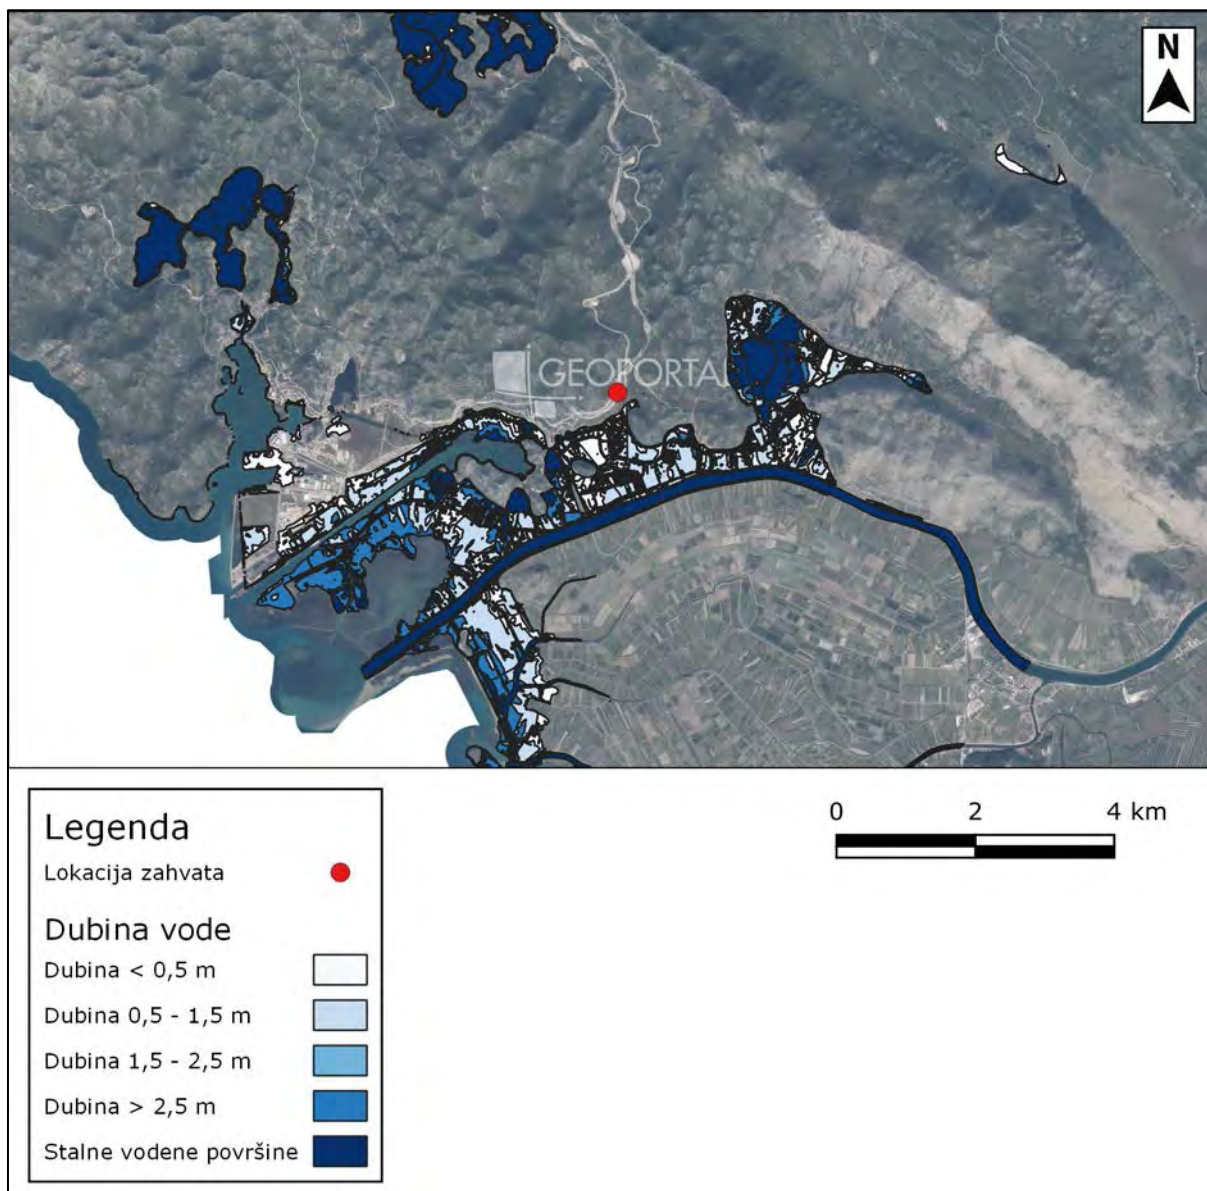 N
GEOPORTAL
0 2 4 km
Legenda
Lokacija zahvata
Dubina vode
Dubina < 0,5 m
Dubina 0,5 - 1,5 m
Dubina 1,5 - 2,5 m
Dubina > 2,5 m
Stalne vodene površine